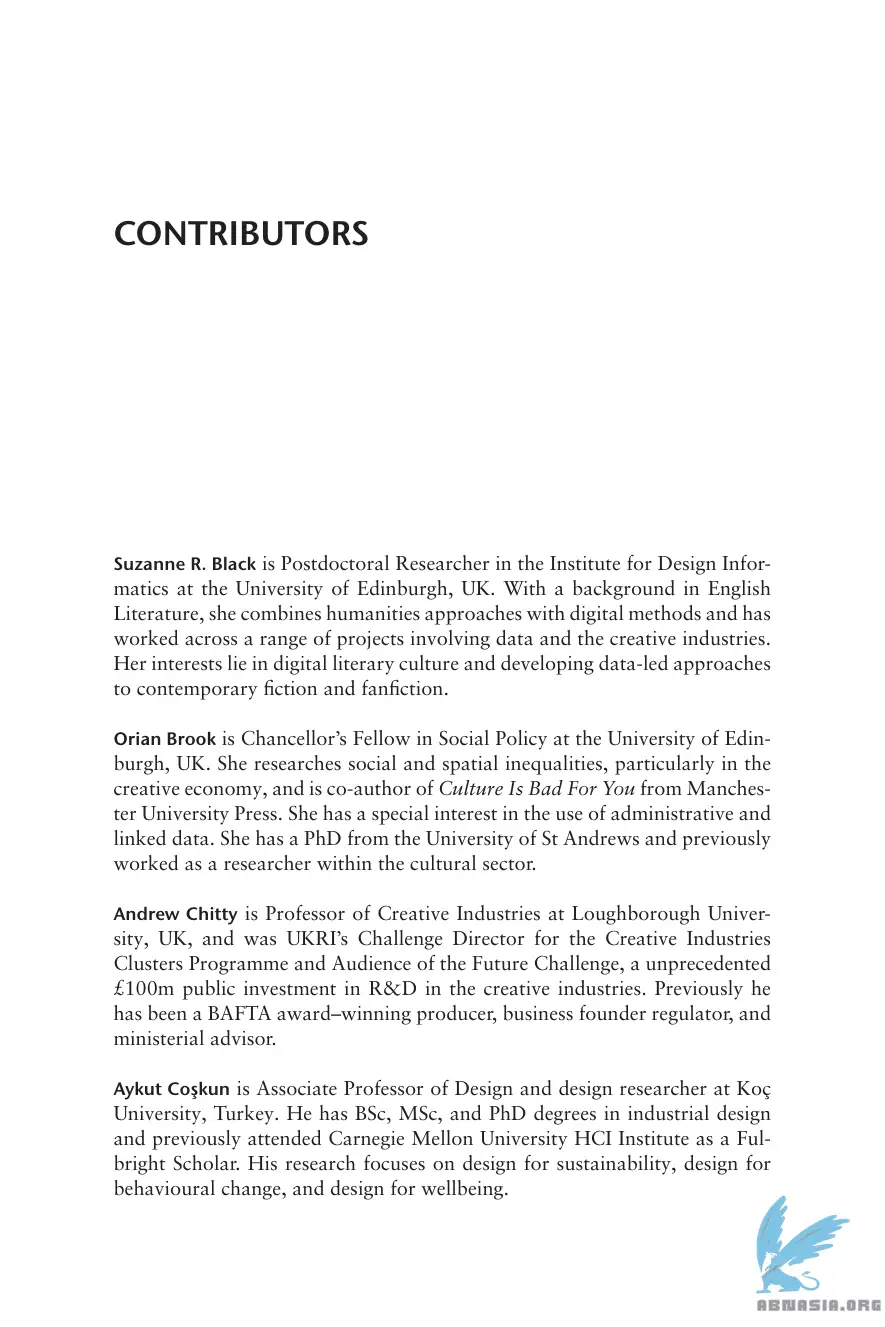 CONTRIBUTORS
Suzanne R. Black is Postdoctoral Researcher in the Institute for Design Infor-
matics at the University of Edinburgh, UK. With a background in English
Literature, she combines humanities approaches with digital methods and has
worked across a range of projects involving data and the creative industries.
Her interests lie in digital literary culture and developing data-led approaches
to contemporary fiction and fanfiction.
Orian Brook is Chancellor’s Fellow in Social Policy at the University of Edin-
burgh, UK. She researches social and spatial inequalities, particularly in the
creative economy, and is co-author of Culture Is Bad For You from Manches-
ter University Press. She has a special interest in the use of administrative and
linked data. She has a PhD from the University of St Andrews and previously
worked as a researcher within the cultural sector.
Andrew Chitty is Professor of Creative Industries at Loughborough Univer-
sity, UK, and was UKRI’s Challenge Director for the Creative Industries
Clusters Programme and Audience of the Future Challenge, a unprecedented
£100m public investment in R&D in the creative industries. Previously he
has been a BAFTA award–winning producer, business founder regulator, and
ministerial advisor.
Aykut Coşkun is Associate Professor of Design and design researcher at Koç
University, Turkey. He has BSc, MSc, and PhD degrees in industrial design
and previously attended Carnegie Mellon University HCI Institute as a Ful-
bright Scholar. His research focuses on design for sustainability, design for
behavioural change, and design for wellbeing.
ABNASIA.ORG